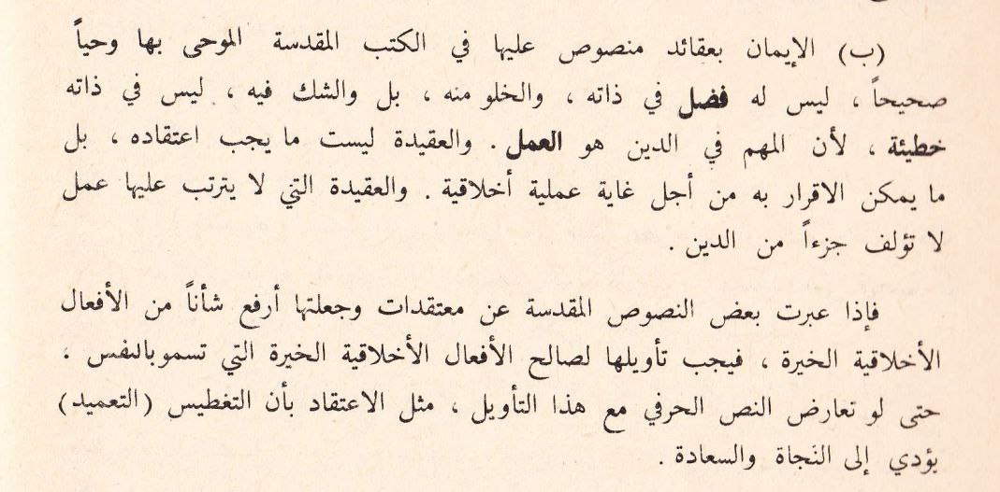 (ب) الإيمان بعقائد منصوص عليها في الكتب المقدسة الموحى بها وحياً
صحيحاً ، ليس له فضل في ذاته ، والخلو منه ، بل والشك فيه ، ليس في ذاته
خطيئة ، لأن المهم في الدين هو العمل . والعقيدة ليست ما يجب اعتقاده ، بل
ما يمكن الاقرار به من أجل غاية عملية أخلاقية . والعقيدة التي لا يترتب عليها عمل
لا تؤلف جزءاً من الدين .
فإذا عبرت بعض النصوص المقدسة عن معتقدات وجعلتها أرفع شأناً من الأفعال
الأخلاقية الخيرة ، فيجب تأويلها لصالح الأفعال الأخلاقية الخيرة التي تسمو بالنفس ،
حتى لو تعارض النص الحرفي مع هذا التأويل ، مثل الاعتقاد بأن التغطيس (التعميد)
يؤدي إلى النَجاة والسعادة .